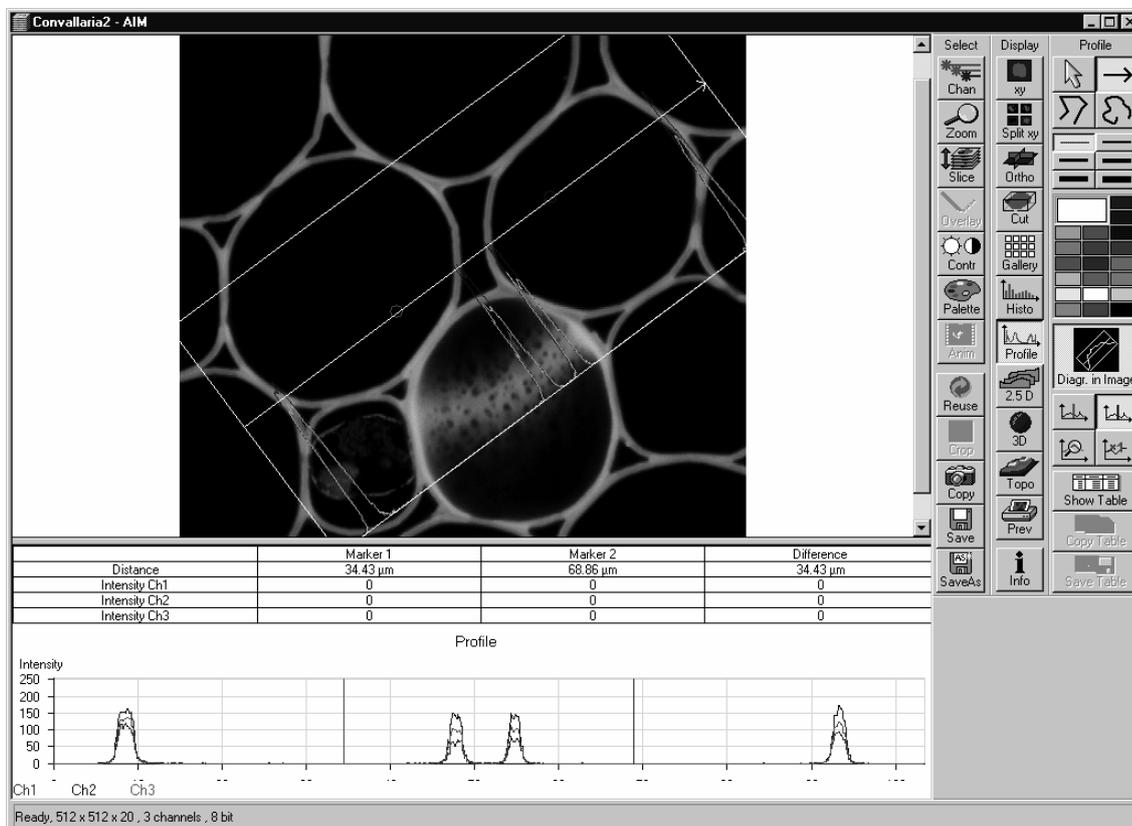 Convallaria2 - AIM
Select Display Profile
Chan xy
Zoom Split xy
Slice Ortho
Overlay Cut
Contr Gallery
Palette Histo
Anim Profile
Diagr. in Image
Reuse 2.5 D
Crop 3D
Copy Topo
Show Table
Save Prev
Copy Table
SaveAs Info
Save Table
Marker 1 Marker 2 Difference
Distance 34.43 µm 68.86 µm 34.43 µm
Intensity Ch1 0 0 0
Intensity Ch2 0 0 0
Intensity Ch3 0 0 0
Profile
Intensity
250
200
150
100
50
0
Ch1 Ch2 Ch3
Ready, 512 x 512 x 20 , 3 channels , 8 bit